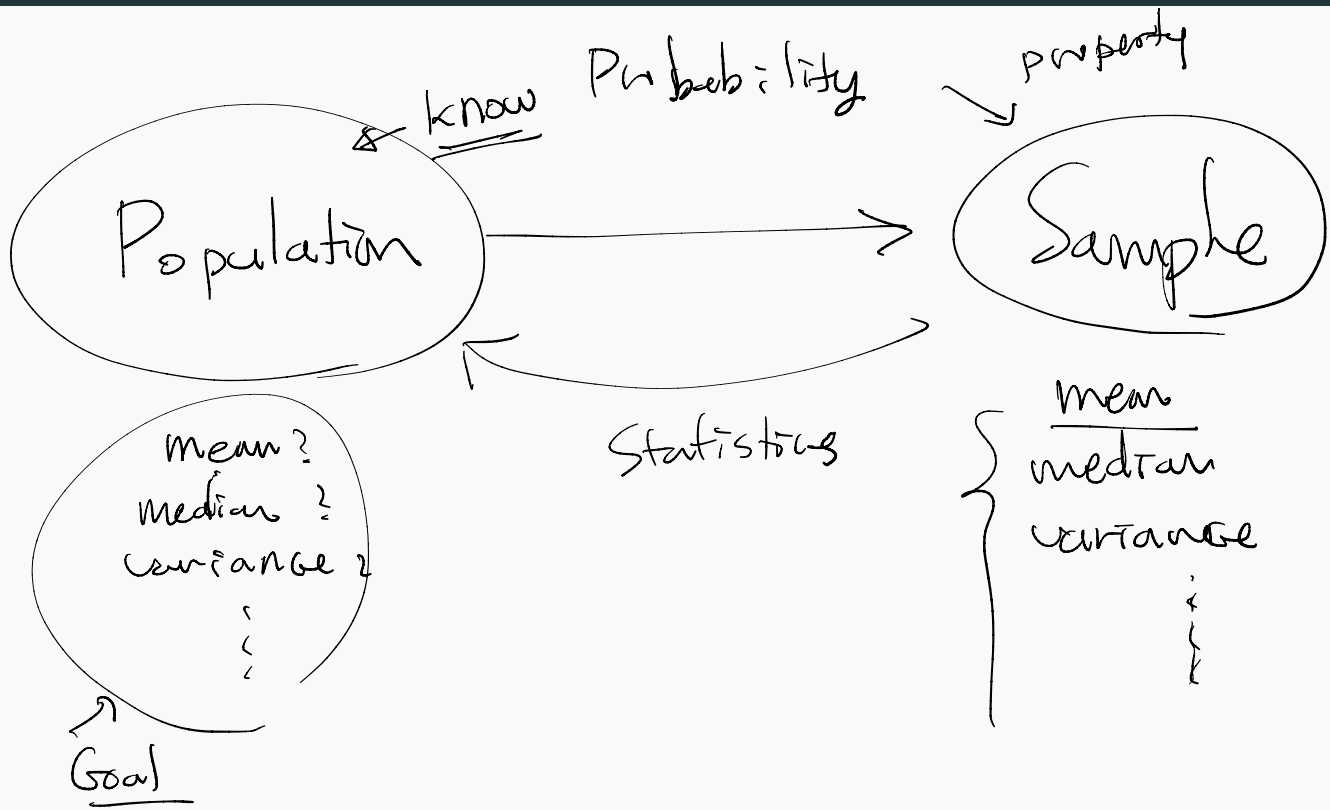 Probability
property
know
Population
Sample
Statistics
mean?
median ?
variance?
Goal
mean
median
variance